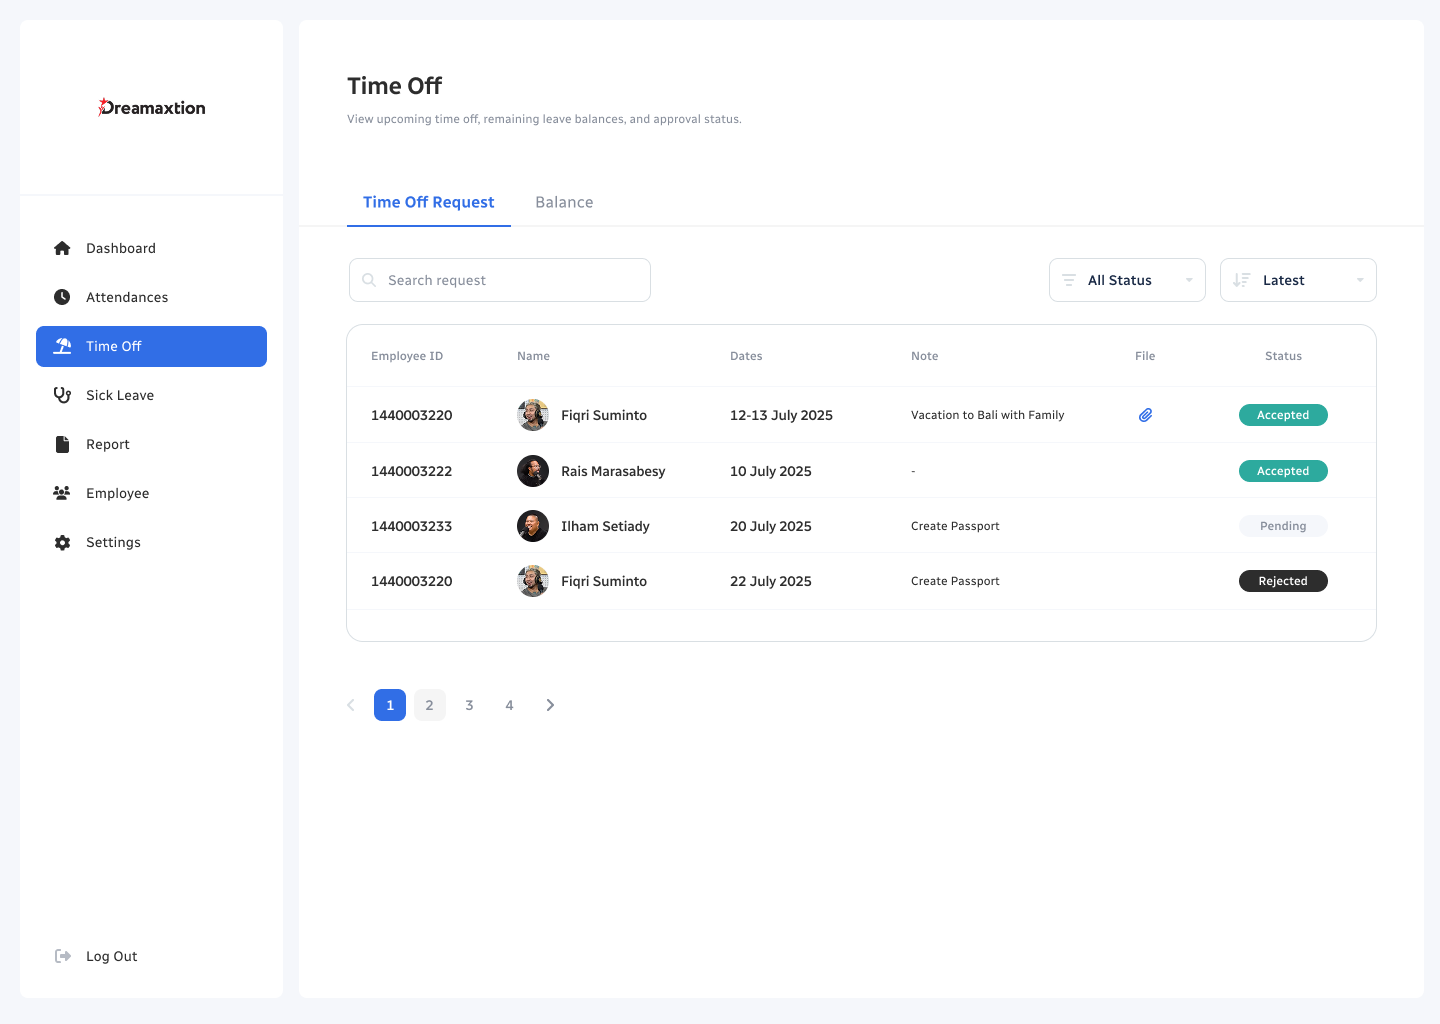 Dreamaxtion
Dashboard
Attendances
Time Off
Sick Leave
Report
Employee
Settings
Log Out
Time Off
View upcoming time off, remaining leave balances, and approval status.
Time Off Request Balance
Search request All Status Latest
Employee ID Name Dates Note File Status
1440003220 Fiqri Suminto 12-13 July 2025 Vacation to Bali with Family Accepted
1440003222 Rais Marasabesy 10 July 2025 - Accepted
1440003233 Ilham Setiady 20 July 2025 Create Passport Pending
1440003220 Fiqri Suminto 22 July 2025 Create Passport Rejected
1 2 3 4